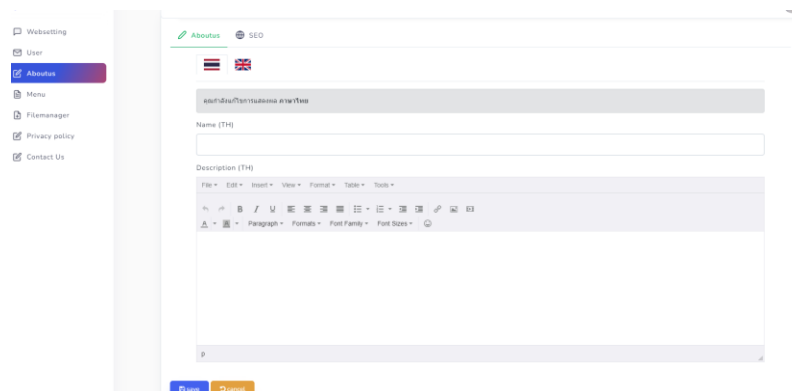 Websetting
User
Aboutus
Menu
Filemanager
Privacy policy
Contact Us
Aboutus SEO
คุณกำลังแก้ไขการแสดงผล ภาษาไทย
Name (TH)
Description (TH)
File Edit Insert View Format Table Tools
B I U
A A Paragraph Formats Font Family Font Sizes
p
save cancel